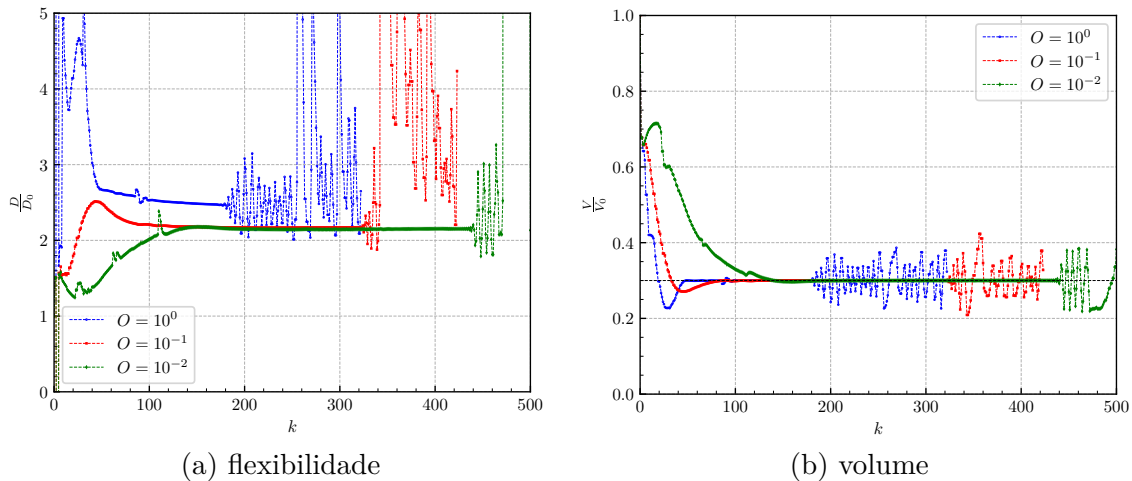 5
4
3
2
1
0
D/D₀
O = 10⁰
O = 10⁻¹
O = 10⁻²
0 100 200 300 400 500
k
(a) flexibilidade
1.0
0.8
0.6
0.4
0.2
0.0
V/V₀
O = 10⁰
O = 10⁻¹
O = 10⁻²
0 100 200 300 400 500
k
(b) volume